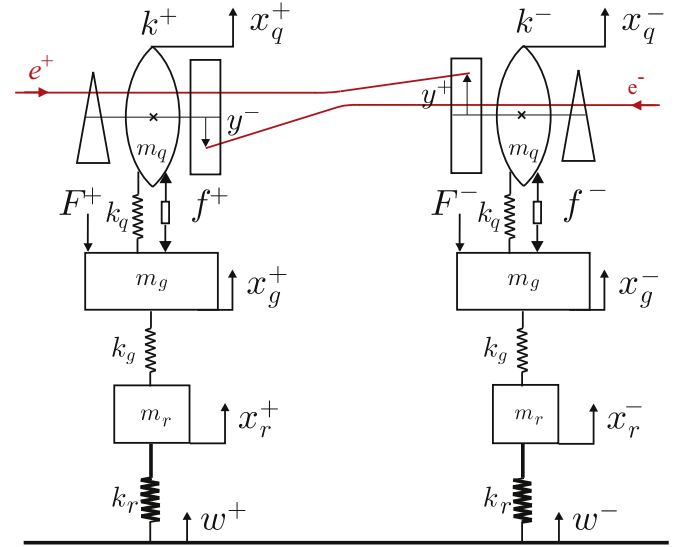 k⁺ x_q⁺ k⁻ x_q⁻
e⁺ e⁻
y⁻ y⁺
m_q m_q
F⁺ k_q f⁺ F⁻ k_q f⁻
m_g x_g⁺ m_g x_g⁻
k_g k_g
m_r x_r⁺ m_r x_r⁻
k_r w⁺ k_r w⁻